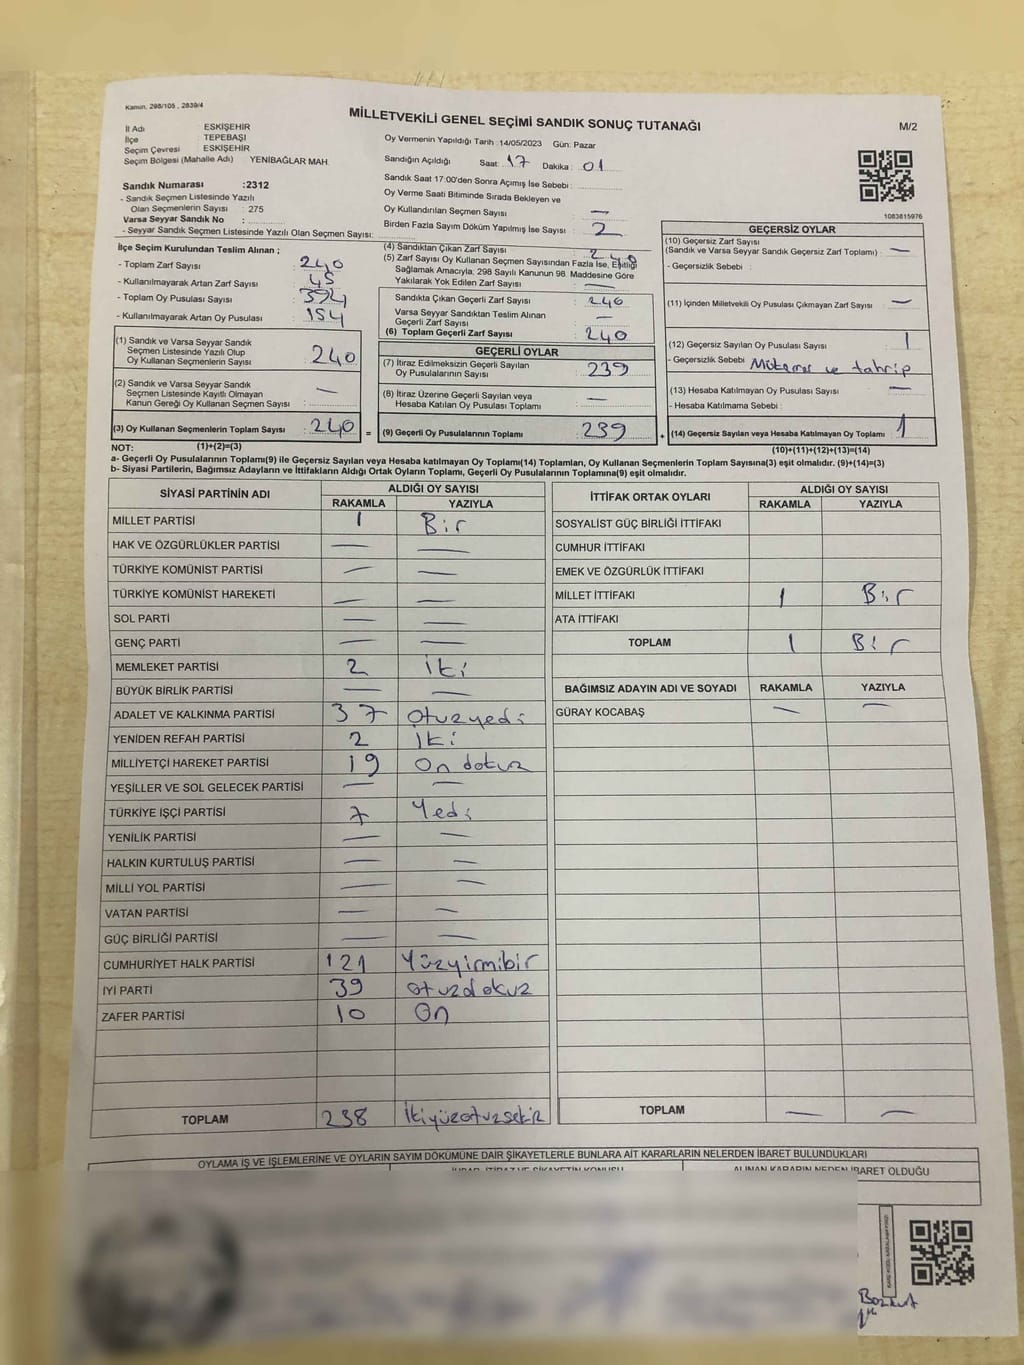 Kanun. 298/105 , 2839/4
MİLLETVEKİLİ GENEL SEÇİMİ SANDIK SONUÇ TUTANAĞI
M/2
İl Adı : ESKİŞEHİR
İlçe : TEPEBAŞI
Seçim Çevresi : ESKİŞEHİR
Seçim Bölgesi (Mahalle Adı) YENİBAĞLAR MAH.
Oy Vermenin Yapıldığı Tarih : 14/05/2023 Gün: Pazar
Sandığın Açıldığı Saat: 17 Dakika : 01
Sandık Saat 17:00'den Sonra Açımış İse Sebebi :
Oy Verme Saati Bitiminde Sırada Bekleyen ve
Oy Kullandırılan Seçmen Sayısı : —
Birden Fazla Sayım Döküm Yapılmış İse Sayısı : 2
Sandık Numarası :2312
- Sandık Seçmen Listesinde Yazılı
Olan Seçmenlerin Sayısı : 275
Varsa Seyyar Sandık No :
- Seyyar Sandık Seçmen Listesinde Yazılı Olan Seçmen Sayısı:
1083815976
İlçe Seçim Kurulundan Teslim Alınan ;
- Toplam Zarf Sayısı : 240
- Kullanılmayarak Artan Zarf Sayısı : 45
- Toplam Oy Pusulası Sayısı : 394
- Kullanılmayarak Artan Oy Pusulası : 154
(1) Sandık ve Varsa Seyyar Sandık
Seçmen Listesinde Yazılı Olup
Oy Kullanan Seçmenlerin Sayısı : 240
(2) Sandık ve Varsa Seyyar Sandık
Seçmen Listesinde Kayıtlı Olmayan
Kanun Gereği Oy Kullanan Seçmen Sayısı : —
(3) Oy Kullanan Seçmenlerin Toplam Sayısı : 240 =
(4) Sandıktan Çıkan Zarf Sayısı : 240
(5) Zarf Sayısı Oy Kullanan Seçmen Sayısından Fazla İse, Eşitliği
Sağlamak Amacıyla, 298 Sayılı Kanunun 98. Maddesine Göre
Yakılarak Yok Edilen Zarf Sayısı : —
Sandıkta Çıkan Geçerli Zarf Sayısı : 240
Varsa Seyyar Sandıktan Teslim Alınan
Geçerli Zarf Sayısı : —
(6) Toplam Geçerli Zarf Sayısı : 240
GEÇERLİ OYLAR
(7) İtiraz Edilmeksizin Geçerli Sayılan
Oy Pusulalarının Sayısı : 239
(8) İtiraz Üzerine Geçerli Sayılan veya
Hesaba Katılan Oy Pusulası Toplamı : —
(9) Geçerli Oy Pusulalarının Toplamı : 239 +
GEÇERSİZ OYLAR
(10) Geçersiz Zarf Sayısı
(Sandık ve Varsa Seyyar Sandık Geçersiz Zarf Toplamı) : —
- Geçersizlik Sebebi :
(11) İçinden Milletvekili Oy Pusulası Çıkmayan Zarf Sayısı : —
(12) Geçersiz Sayılan Oy Pusulası Sayısı : 1
- Geçersizlik Sebebi ve tahrip
(13) Hesaba Katılmayan Oy Pusulası Sayısı : —
- Hesaba Katılmama Sebebi :
(14) Geçersiz Sayılan veya Hesaba Katılmayan Oy Toplamı : 1
NOT: (1)+(2)=(3)
(10)+(11)+(12)+(13)=(14)
a- Geçerli Oy Pusulalarının Toplamı(9) ile Geçersiz Sayılan veya Hesaba katılmayan Oy Toplamı(14) Toplamları, Oy Kullanan Seçmenlerin Toplam Sayısına(3) eşit olmalıdır. (9)+(14)=(3)
b- Siyasi Partilerin, Bağımsız Adayların ve İttifakların Aldığı Ortak Oyların Toplamı, Geçerli Oy Pusulalarının Toplamına(9) eşit olmalıdır.
SİYASİ PARTİNİN ADI ALDIĞI OY SAYISI
RAKAMLA YAZIYLA
MİLLET PARTİSİ 1 Bir
HAK VE ÖZGÜRLÜKLER PARTİSİ — —
TÜRKİYE KOMÜNİST PARTİSİ — —
TÜRKİYE KOMÜNİST HAREKETİ — —
SOL PARTİ — —
GENÇ PARTİ — —
MEMLEKET PARTİSİ 2 iki
BÜYÜK BİRLİK PARTİSİ — —
ADALET VE KALKINMA PARTİSİ 37 Otuzyedi
YENİDEN REFAH PARTİSİ 2 İki
MİLLİYETÇİ HAREKET PARTİSİ 19 On dokuz
YEŞİLLER VE SOL GELECEK PARTİSİ — —
TÜRKİYE İŞÇİ PARTİSİ 7 Yedi
YENİLİK PARTİSİ — —
HALKIN KURTULUŞ PARTİSİ — —
MİLLİ YOL PARTİSİ — —
VATAN PARTİSİ — —
GÜÇ BİRLİĞİ PARTİSİ — —
CUMHURİYET HALK PARTİSİ 121 Yüzyirmibir
İYİ PARTİ 39 otuzdokuz
ZAFER PARTİSİ 10 On
TOPLAM 238 İkiyüzotuzsekiz
İTTİFAK ORTAK OYLARI ALDIĞI OY SAYISI
RAKAMLA YAZIYLA
SOSYALİST GÜÇ BİRLİĞİ İTTİFAKI
CUMHUR İTTİFAKI
EMEK VE ÖZGÜRLÜK İTTİFAKI
MİLLET İTTİFAKI 1 Bir
ATA İTTİFAKI
TOPLAM 1 Bir
BAĞIMSIZ ADAYIN ADI VE SOYADI RAKAMLA YAZIYLA
GÜRAY KOCABAŞ — —
TOPLAM — —
OYLAMA İŞ VE İŞLEMLERİNE VE OYLARIN SAYIM DÖKÜMÜNE DAİR ŞİKAYETLERLE BUNLARA AİT KARARLARIN NELERDEN İBARET BULUNDUKLARI
ALINAN KARARIN NEDEN İBARET OLDUĞU
Bozkurt